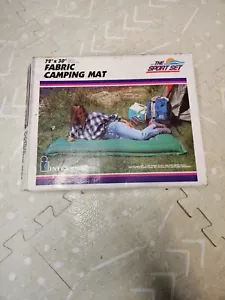 72" x 30"
FABRIC
CAMPING MAT
THE
SPORT SET